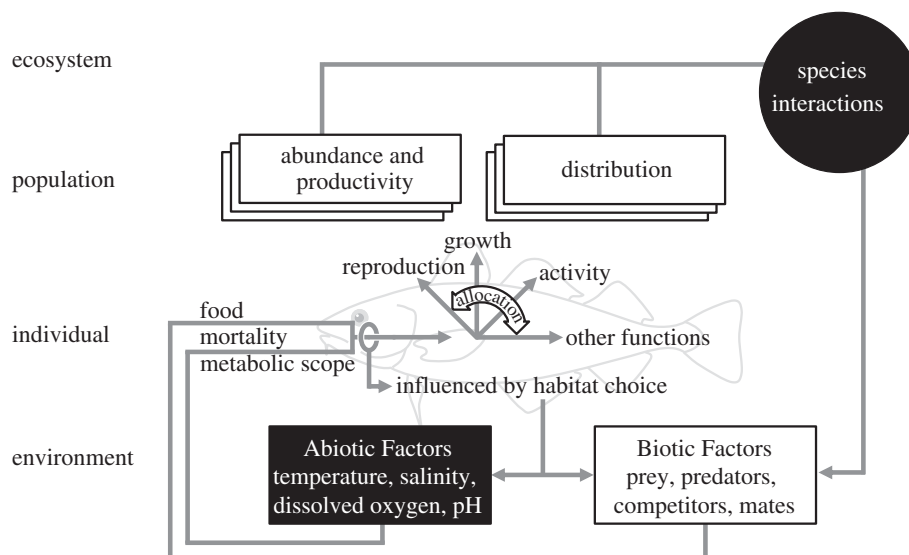 ecosystem
species
interactions
population
abundance and
productivity
distribution
growth
reproduction
activity
allocation
individual
food
mortality
metabolic scope
other functions
influenced by habitat choice
environment
Abiotic Factors
temperature, salinity,
dissolved oxygen, pH
Biotic Factors
prey, predators,
competitors, mates